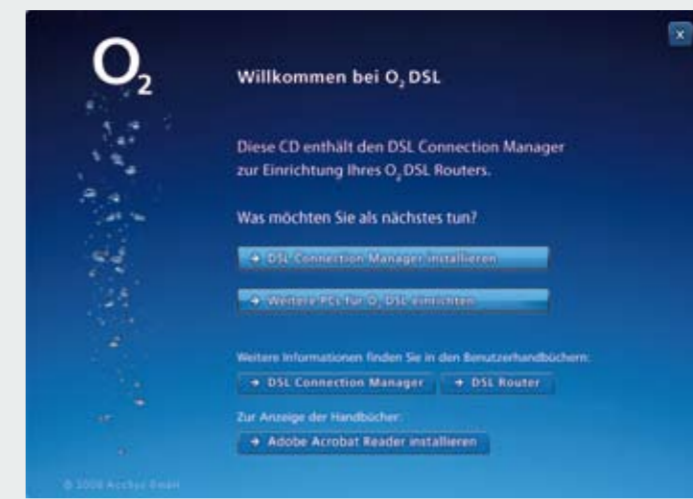 O₂
x
Willkommen bei O₂ DSL
Diese CD enthält den DSL Connection Manager
zur Einrichtung Ihres O₂ DSL Routers.
Was möchten Sie als nächstes tun?
→ DSL Connection Manager installieren
→ Weitere PCs für O₂ DSL einrichten
Weitere Informationen finden Sie in den Benutzerhandbüchern:
→ DSL Connection Manager → DSL Router
Zur Anzeige der Handbücher:
→ Adobe Acrobat Reader installieren
GmbH